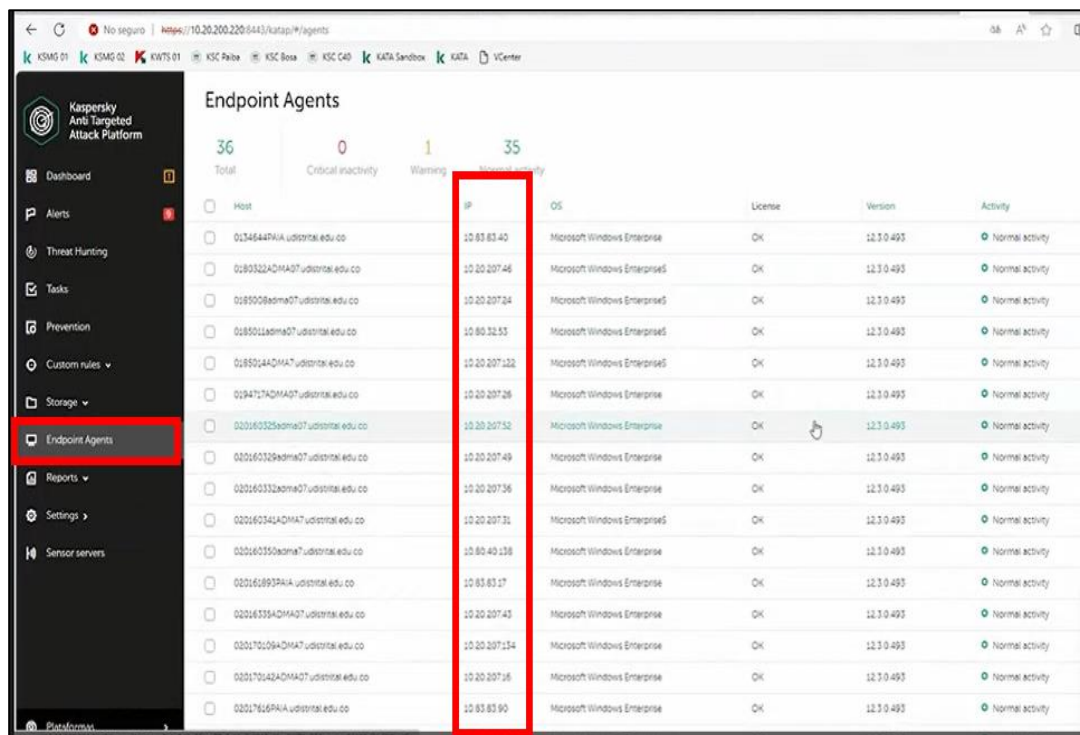 No seguro | https://10.20.200.220:8443/katap/#/agents
KSMG 01 KSMG 02 KWTS 01 KSC Paiba KSC Bosa KSC C40 KATA Sandbox KATA VCenter
Kaspersky
Anti Targeted
Attack Platform
Dashboard
Alerts
Threat Hunting
Tasks
Prevention
Custom rules
Storage
Endpoint Agents
Reports
Settings
Sensor servers
Plataformas
Endpoint Agents
36 0 1 35
Total Critical inactivity Warning Normal activity
Host IP OS License Version Activity
0134644PAIA.udistrital.edu.co 10.83.83.40 Microsoft Windows Enterprise OK 12.3.0.493 Normal activity
0180322ADMA07.udistrital.edu.co 10.20.207.46 Microsoft Windows EnterpriseS OK 12.3.0.493 Normal activity
0185008adma07.udistrital.edu.co 10.20.207.24 Microsoft Windows EnterpriseS OK 12.3.0.493 Normal activity
0185011adma07.udistrital.edu.co 10.80.32.53 Microsoft Windows EnterpriseS OK 12.3.0.493 Normal activity
0185014ADMA7.udistrital.edu.co 10.20.207.122 Microsoft Windows EnterpriseS OK 12.3.0.493 Normal activity
0194717ADMA07.udistrital.edu.co 10.20.207.26 Microsoft Windows Enterprise OK 12.3.0.493 Normal activity
020160325adma07.udistrital.edu.co 10.20.207.52 Microsoft Windows Enterprise OK 12.3.0.493 Normal activity
020160329adma07.udistrital.edu.co 10.20.207.49 Microsoft Windows Enterprise OK 12.3.0.493 Normal activity
020160332adma07.udistrital.edu.co 10.20.207.36 Microsoft Windows Enterprise OK 12.3.0.493 Normal activity
020160341ADMA7.udistrital.edu.co 10.20.207.31 Microsoft Windows EnterpriseS OK 12.3.0.493 Normal activity
020160350adma7.udistrital.edu.co 10.80.40.138 Microsoft Windows Enterprise OK 12.3.0.493 Normal activity
020161893PAIA.udistrital.edu.co 10.83.83.17 Microsoft Windows Enterprise OK 12.3.0.493 Normal activity
02016335ADMA07.udistrital.edu.co 10.20.207.43 Microsoft Windows Enterprise OK 12.3.0.493 Normal activity
020170109ADMA7.udistrital.edu.co 10.20.207.134 Microsoft Windows Enterprise OK 12.3.0.493 Normal activity
020170142ADMA07.udistrital.edu.co 10.20.207.16 Microsoft Windows Enterprise OK 12.3.0.493 Normal activity
02017616PAIA.udistrital.edu.co 10.83.83.90 Microsoft Windows Enterprise OK 12.3.0.493 Normal activity